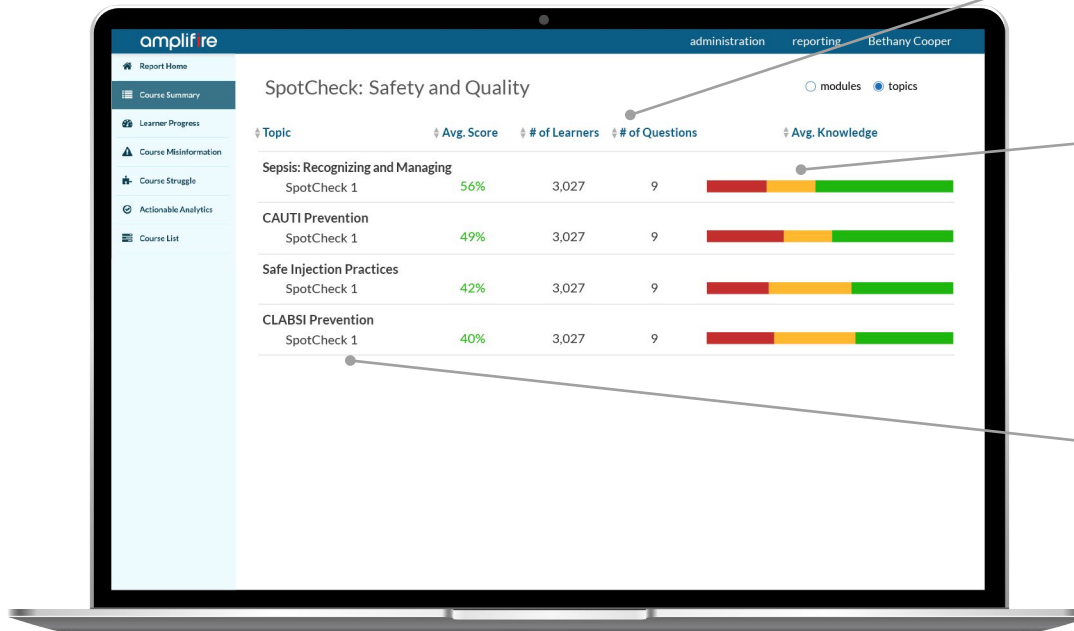 amplifire
administration reporting Bethany Cooper
Report Home
Course Summary
Learner Progress
Course Misinformation
Course Struggle
Actionable Analytics
Course List
SpotCheck: Safety and Quality
modules topics
Topic Avg. Score # of Learners # of Questions Avg. Knowledge
Sepsis: Recognizing and Managing
SpotCheck 1 56% 3,027 9
CAUTI Prevention
SpotCheck 1 49% 3,027 9
Safe Injection Practices
SpotCheck 1 42% 3,027 9
CLABSI Prevention
SpotCheck 1 40% 3,027 9